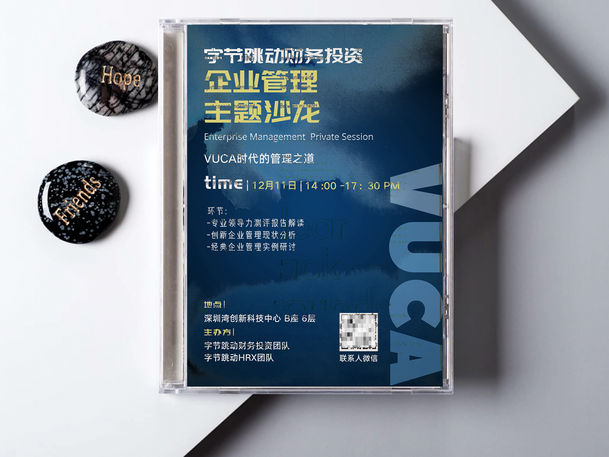 Hope
Friends
字节跳动财务投资
企业管理
主题沙龙
Enterprise Management Private Session
VUCA时代的管理之道
time | 12月11日 | 14 :00 -17 : 30 PM
环节:
-专业领导力测评报告解读
-创新企业管理现状分析
-经典企业管理实例研讨
VUCA
地点!
深圳湾创新科技中心 B座 6层
主办方!
字节跳动财务投资团队
字节跳动HRX团队
联系人微信